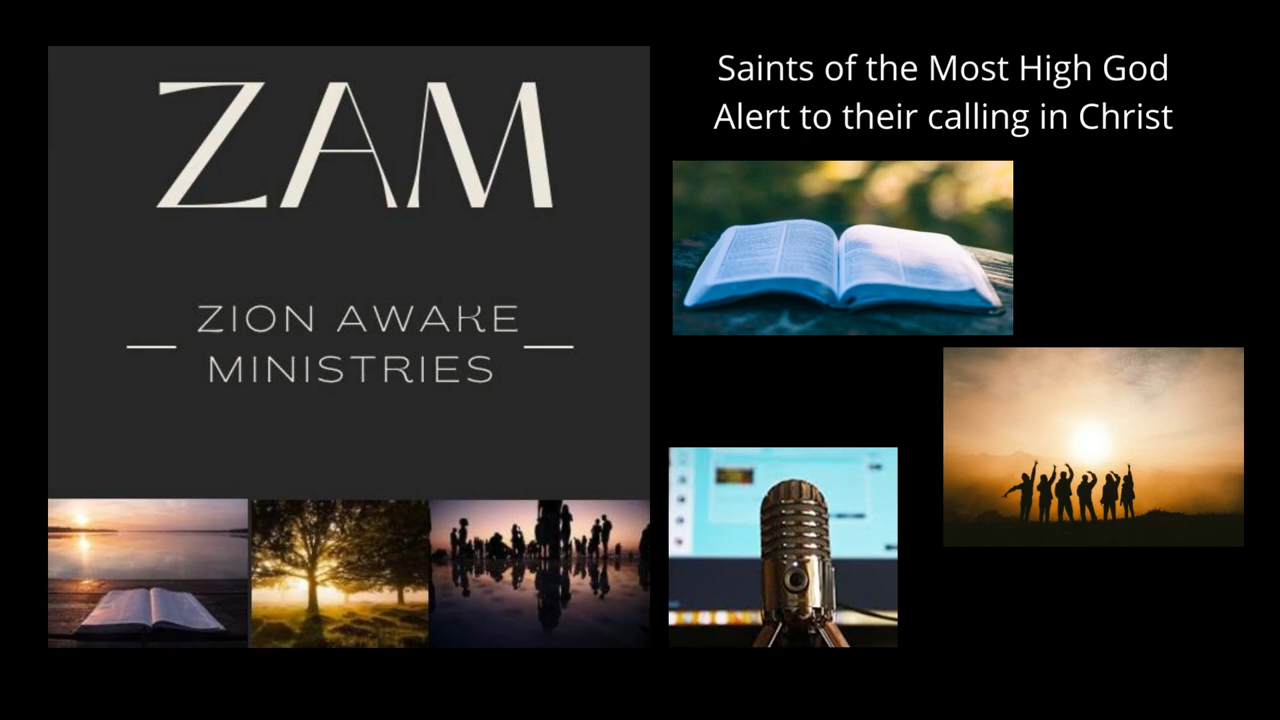 ZAM
ZION AWAKE
MINISTRIES
Saints of the Most High God
Alert to their calling in Christ